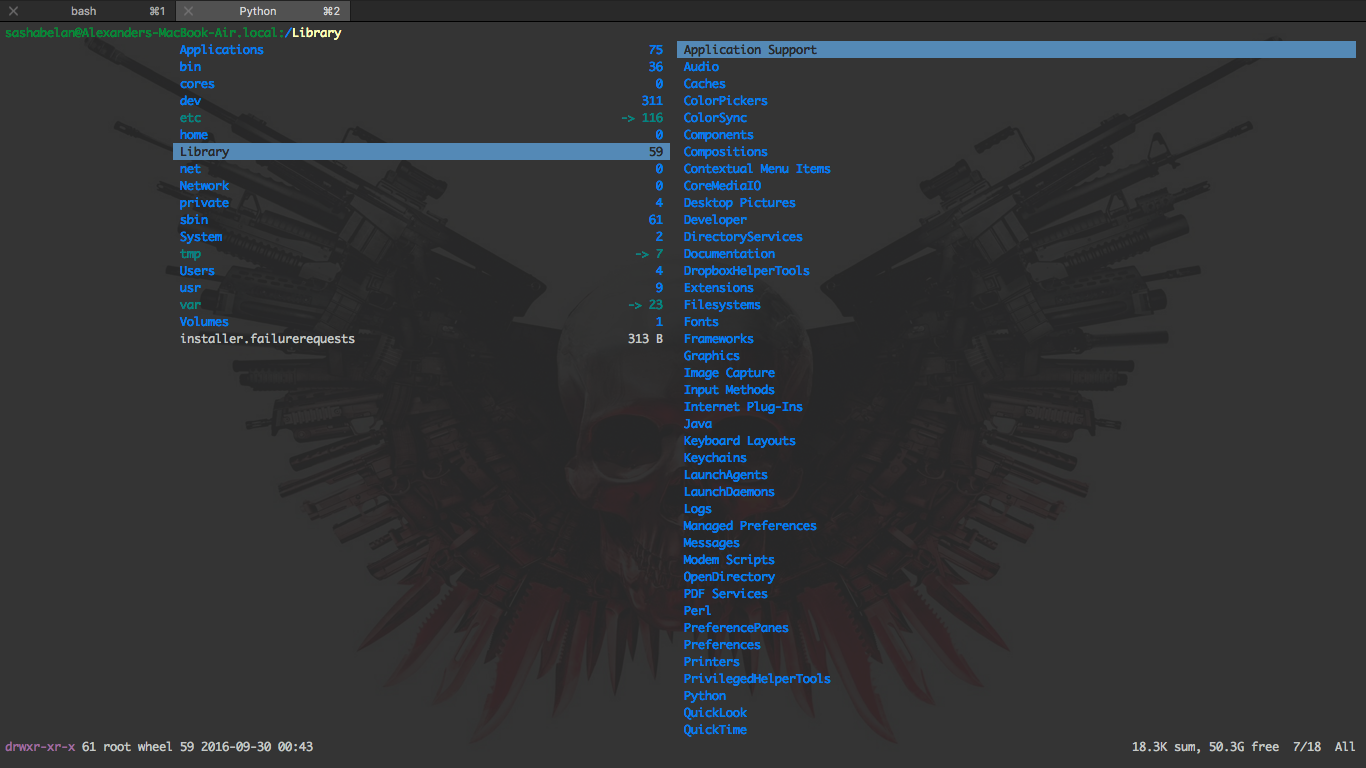 bash ⌘1 Python ⌘2
sashabelan@Alexanders-MacBook-Air.local:/Library
Applications 75
bin 36
cores 0
dev 311
etc -> 116
home 0
Library 59
net 0
Network 0
private 4
sbin 61
System 2
tmp -> 7
Users 4
usr 9
var -> 23
Volumes 1
installer.failurerequests 313 B
Application Support
Audio
Caches
ColorPickers
ColorSync
Components
Compositions
Contextual Menu Items
CoreMediaIO
Desktop Pictures
Developer
DirectoryServices
Documentation
DropboxHelperTools
Extensions
Filesystems
Fonts
Frameworks
Graphics
Image Capture
Input Methods
Internet Plug-Ins
Java
Keyboard Layouts
Keychains
LaunchAgents
LaunchDaemons
Logs
Managed Preferences
Messages
Modem Scripts
OpenDirectory
PDF Services
Perl
PreferencePanes
Preferences
Printers
PrivilegedHelperTools
Python
QuickLook
QuickTime
drwxr-xr-x 61 root wheel 59 2016-09-30 00:43 18.3K sum, 50.3G free 7/18 All